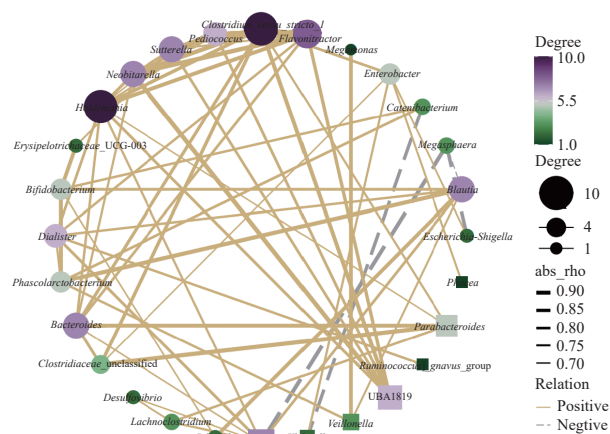 Clostridium_sensu_stricto_1
Pediococcus
Flavonifractor
Sutterella
Megamonas
Neobitarella
Enterobacter
Catenibacterium
Erysipelotrichaceae_UCG-003
Megasphaera
Bifidobacterium
Blautia
Dialister
Escherichia-Shigella
Phascolarctobacterium
Bacteroides
Parabacteroides
Clostridiaceae_unclassified
Ruminococcus_gnavus_group
Desulfovibrio
UBA1819
Lachnoclostridium
Veillonella
Degree
10.0
5.5
1.0
Degree
10
4
1
abs_rho
0.90
0.85
0.80
0.75
0.70
Relation
Positive
Negtive